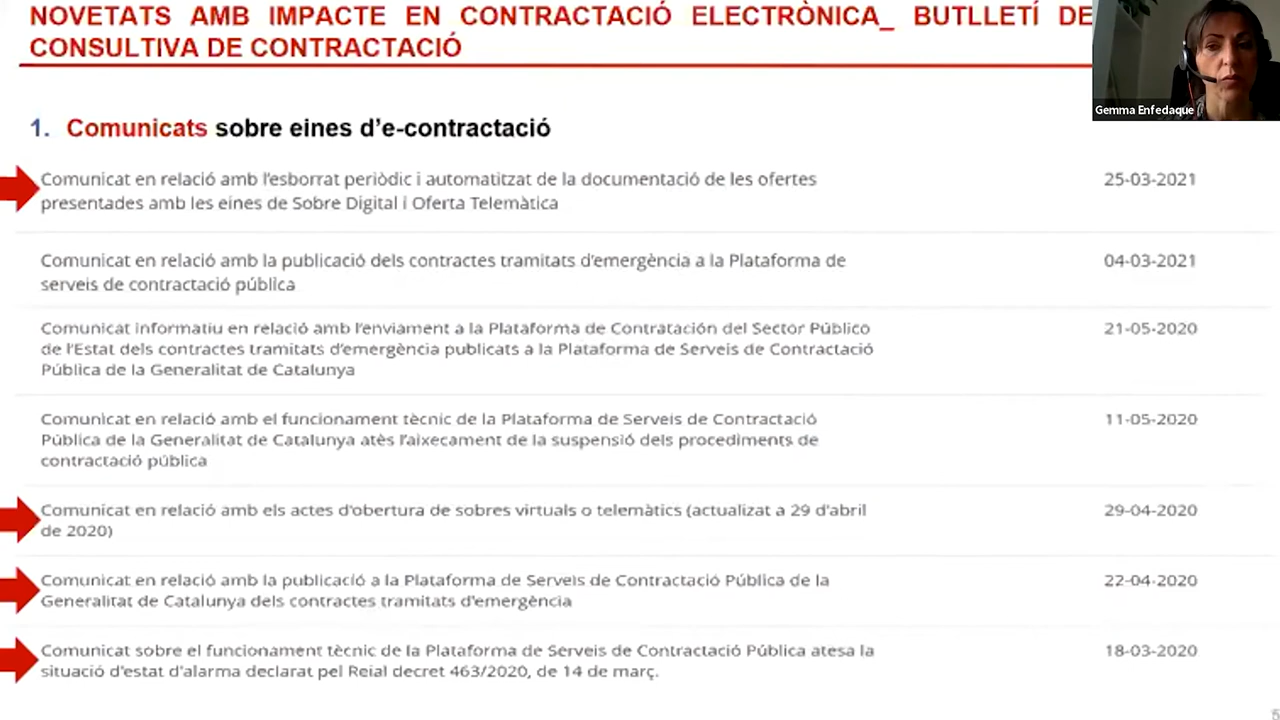 NOVETATS AMB IMPACTE EN CONTRACTACIÓ ELECTRÒNICA_ BUTLLETÍ DE
CONSULTIVA DE CONTRACTACIÓ
Gemma Enfedaque
1. Comunicats sobre eines d'e-contractació
Comunicat en relació amb l'esborrat periòdic i automatitzat de la documentació de les ofertes
presentades amb les eines de Sobre Digital i Oferta Telemàtica
25-03-2021
Comunicat en relació amb la publicació dels contractes tramitats d'emergència a la Plataforma de
serveis de contractació pública
04-03-2021
Comunicat informatiu en relació amb l'enviament a la Plataforma de Contratación del Sector Público
de l'Estat dels contractes tramitats d'emergència publicats a la Plataforma de Serveis de Contractació
Pública de la Generalitat de Catalunya
21-05-2020
Comunicat en relació amb el funcionament tècnic de la Plataforma de Serveis de Contractació
Pública de la Generalitat de Catalunya atès l'aixecament de la suspensió dels procediments de
contractació pública
11-05-2020
Comunicat en relació amb els actes d'obertura de sobres virtuals o telemàtics (actualizat a 29 d'abril
de 2020)
29-04-2020
Comunicat en relació amb la publicació a la Plataforma de Serveis de Contractació Pública de la
Generalitat de Catalunya dels contractes tramitats d'emergència
22-04-2020
Comunicat sobre el funcionament tècnic de la Plataforma de Serveis de Contractació Pública atesa la
situació d'estat d'alarma declarat pel Reial decret 463/2020, de 14 de març.
18-03-2020